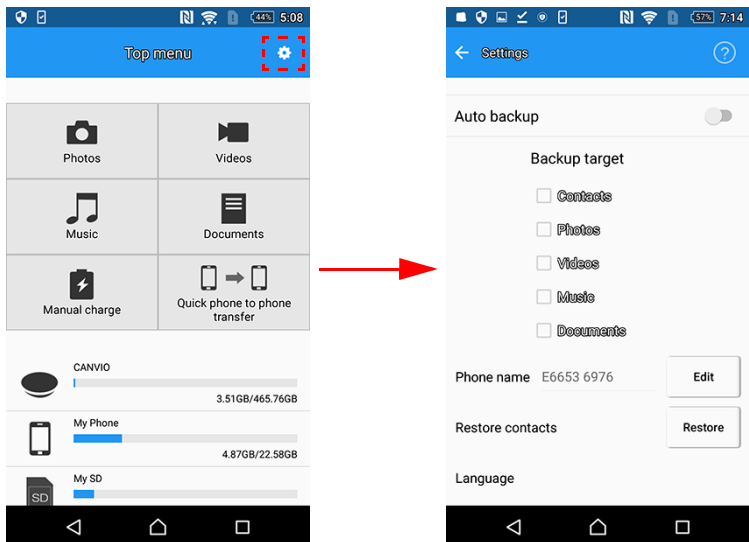 44% 5:08
Top menu
Photos
Videos
Music
Documents
Manual charge
Quick phone to phone
transfer
CANVIO
3.51GB/465.76GB
My Phone
4.87GB/22.58GB
My SD
SD
57% 7:14
Settings
?
Auto backup
Backup target
Contacts
Photos
Videos
Music
Documents
Phone name E6653 6976 Edit
Restore contacts Restore
Language